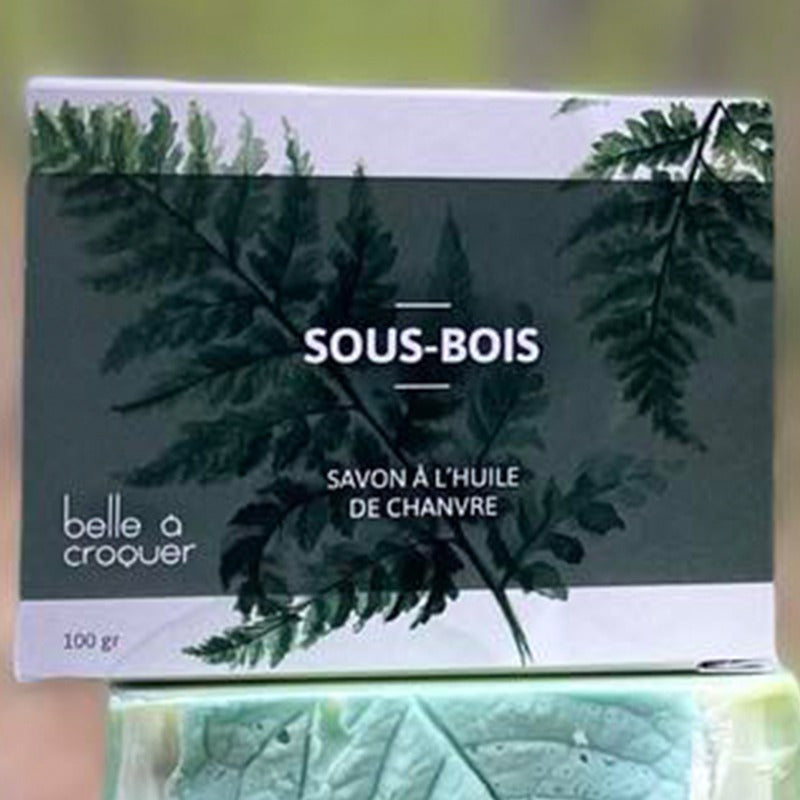 SOUS-BOIS
SAVON À L'HUILE
DE CHANVRE
belle à
croquer
100 gr